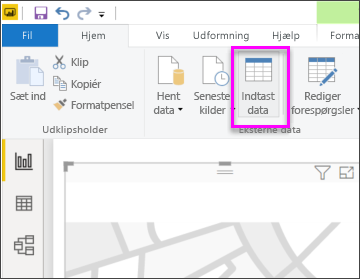 Fil Hjem Vis Udformning Hjælp Forma
Sæt ind
Klip
Kopiér
Formatpensel
Udklipsholder
Hent data
Seneste kilder
Indtast data
Rediger forespørgsler
Eksterne data